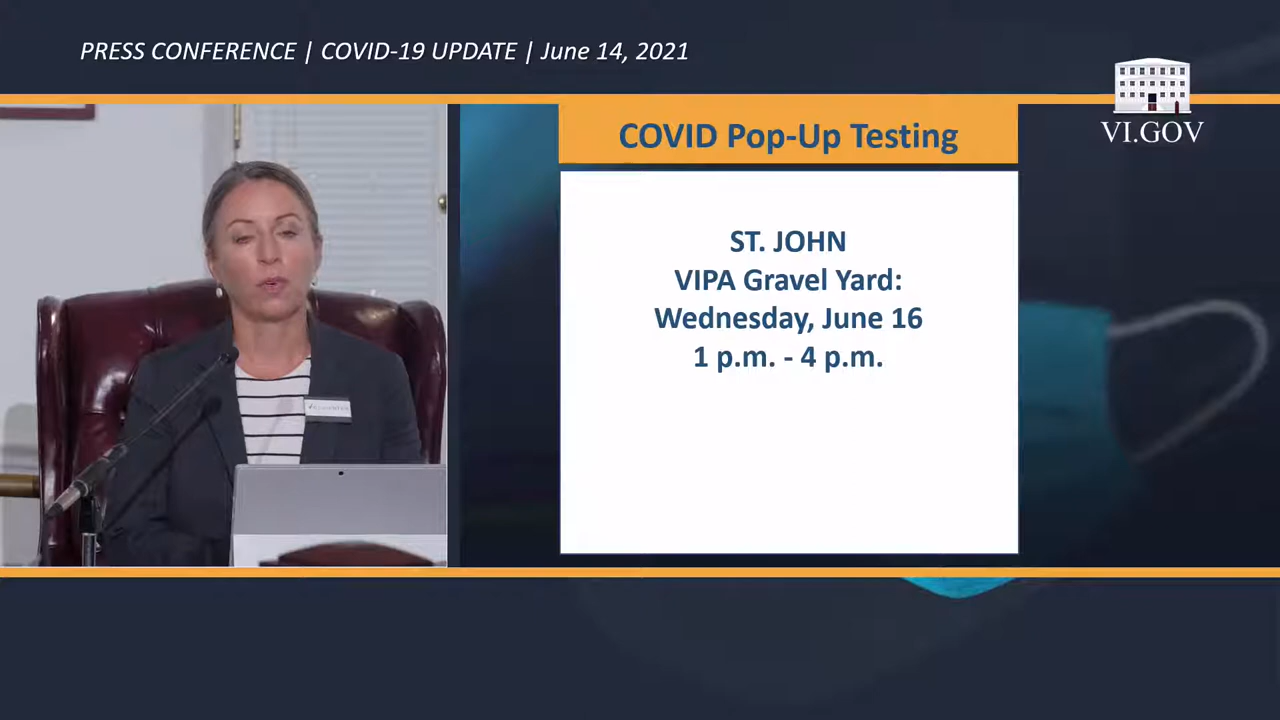 PRESS CONFERENCE | COVID-19 UPDATE | June 14, 2021
VI.GOV
COVID Pop-Up Testing
ST. JOHN
VIPA Gravel Yard:
Wednesday, June 16
1 p.m. - 4 p.m.